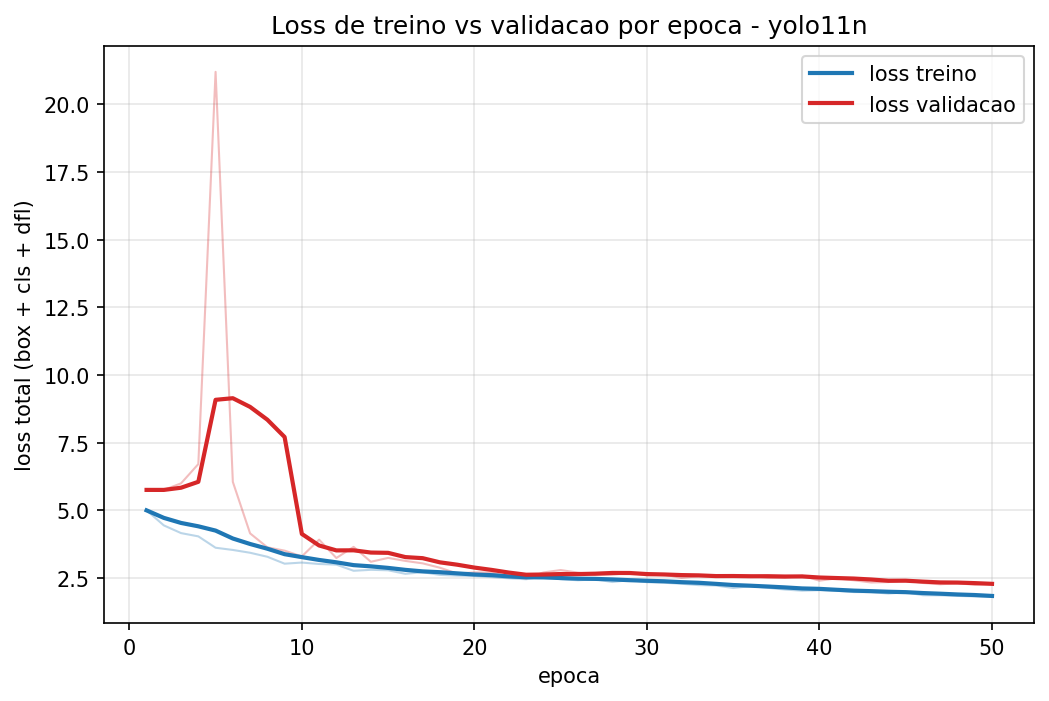 Loss de treino vs validacao por epoca - yolo11n
loss treino
loss validacao
loss total (box + cls + dfl)
20.0
17.5
15.0
12.5
10.0
7.5
5.0
2.5
0 10 20 30 40 50
epoca